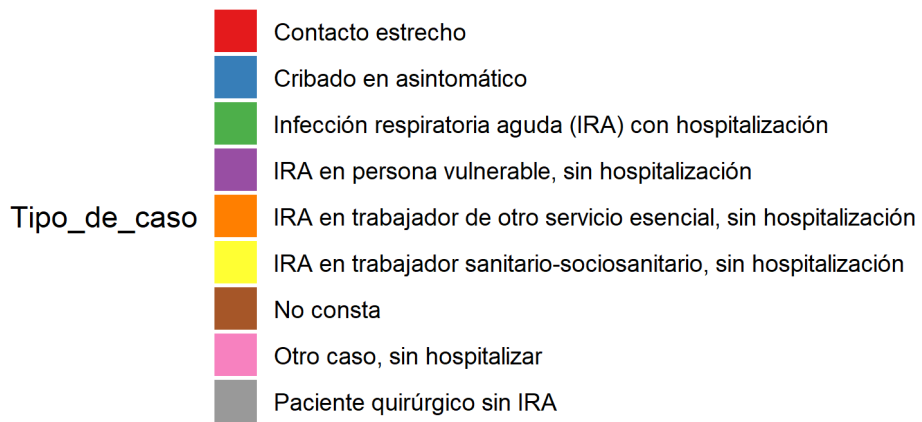 Contacto estrecho
Cribado en asintomático
Infección respiratoria aguda (IRA) con hospitalización
IRA en persona vulnerable, sin hospitalización
Tipo_de_caso
IRA en trabajador de otro servicio esencial, sin hospitalización
IRA en trabajador sanitario-sociosanitario, sin hospitalización
No consta
Otro caso, sin hospitalizar
Paciente quirúrgico sin IRA